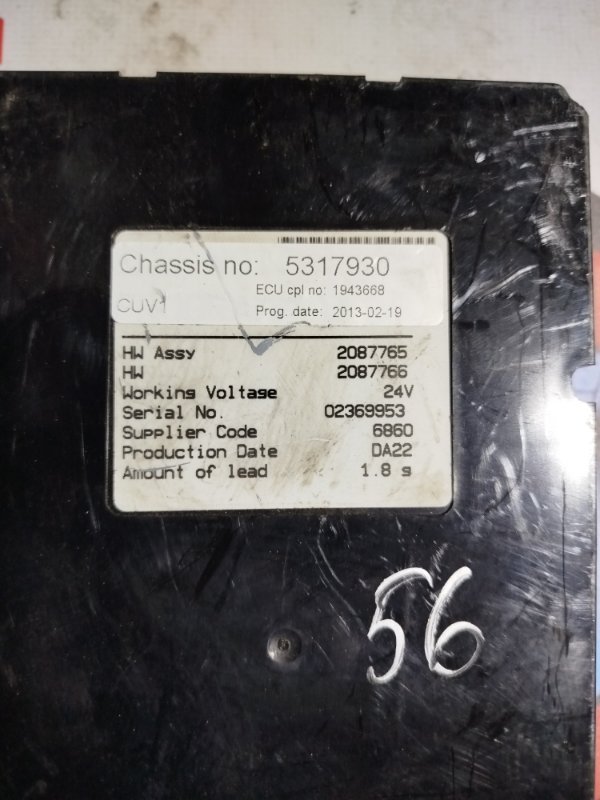 Chassis no: 5317930
ECU cpl no: 1943668
CUV1 Prog. date: 2013-02-19
HW Assy 2087765
HW 2087766
Working Voltage 24V
Serial No. 02369953
Supplier Code 6860
Production Date DA22
Amount of lead 1.8 g
56